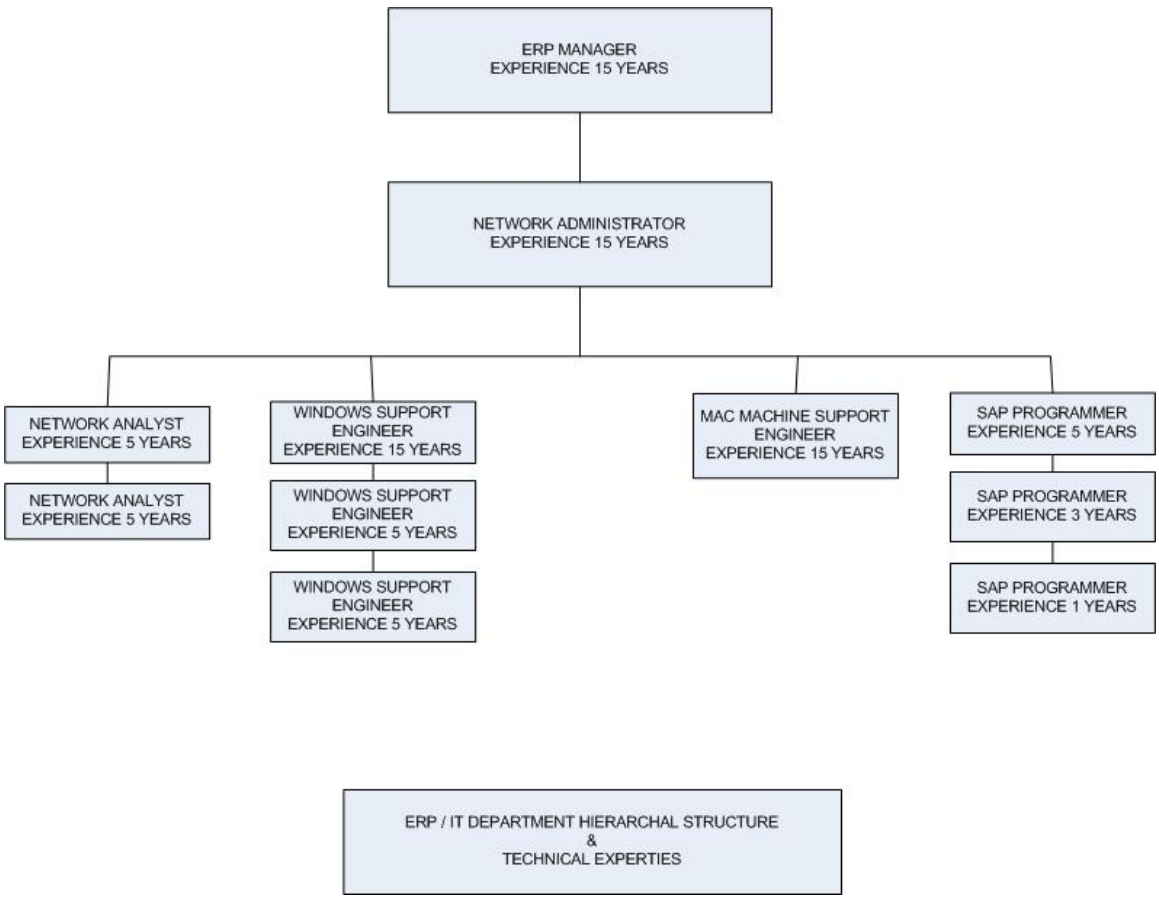 ERP MANAGER
EXPERIENCE 15 YEARS
NETWORK ADMINISTRATOR
EXPERIENCE 15 YEARS
NETWORK ANALYST
EXPERIENCE 5 YEARS
NETWORK ANALYST
EXPERIENCE 5 YEARS
WINDOWS SUPPORT
ENGINEER
EXPERIENCE 15 YEARS
WINDOWS SUPPORT
ENGINEER
EXPERIENCE 5 YEARS
WINDOWS SUPPORT
ENGINEER
EXPERIENCE 5 YEARS
MAC MACHINE SUPPORT
ENGINEER
EXPERIENCE 15 YEARS
SAP PROGRAMMER
EXPERIENCE 5 YEARS
SAP PROGRAMMER
EXPERIENCE 3 YEARS
SAP PROGRAMMER
EXPERIENCE 1 YEARS
ERP / IT DEPARTMENT HIERARCHAL STRUCTURE
&
TECHNICAL EXPERTIES